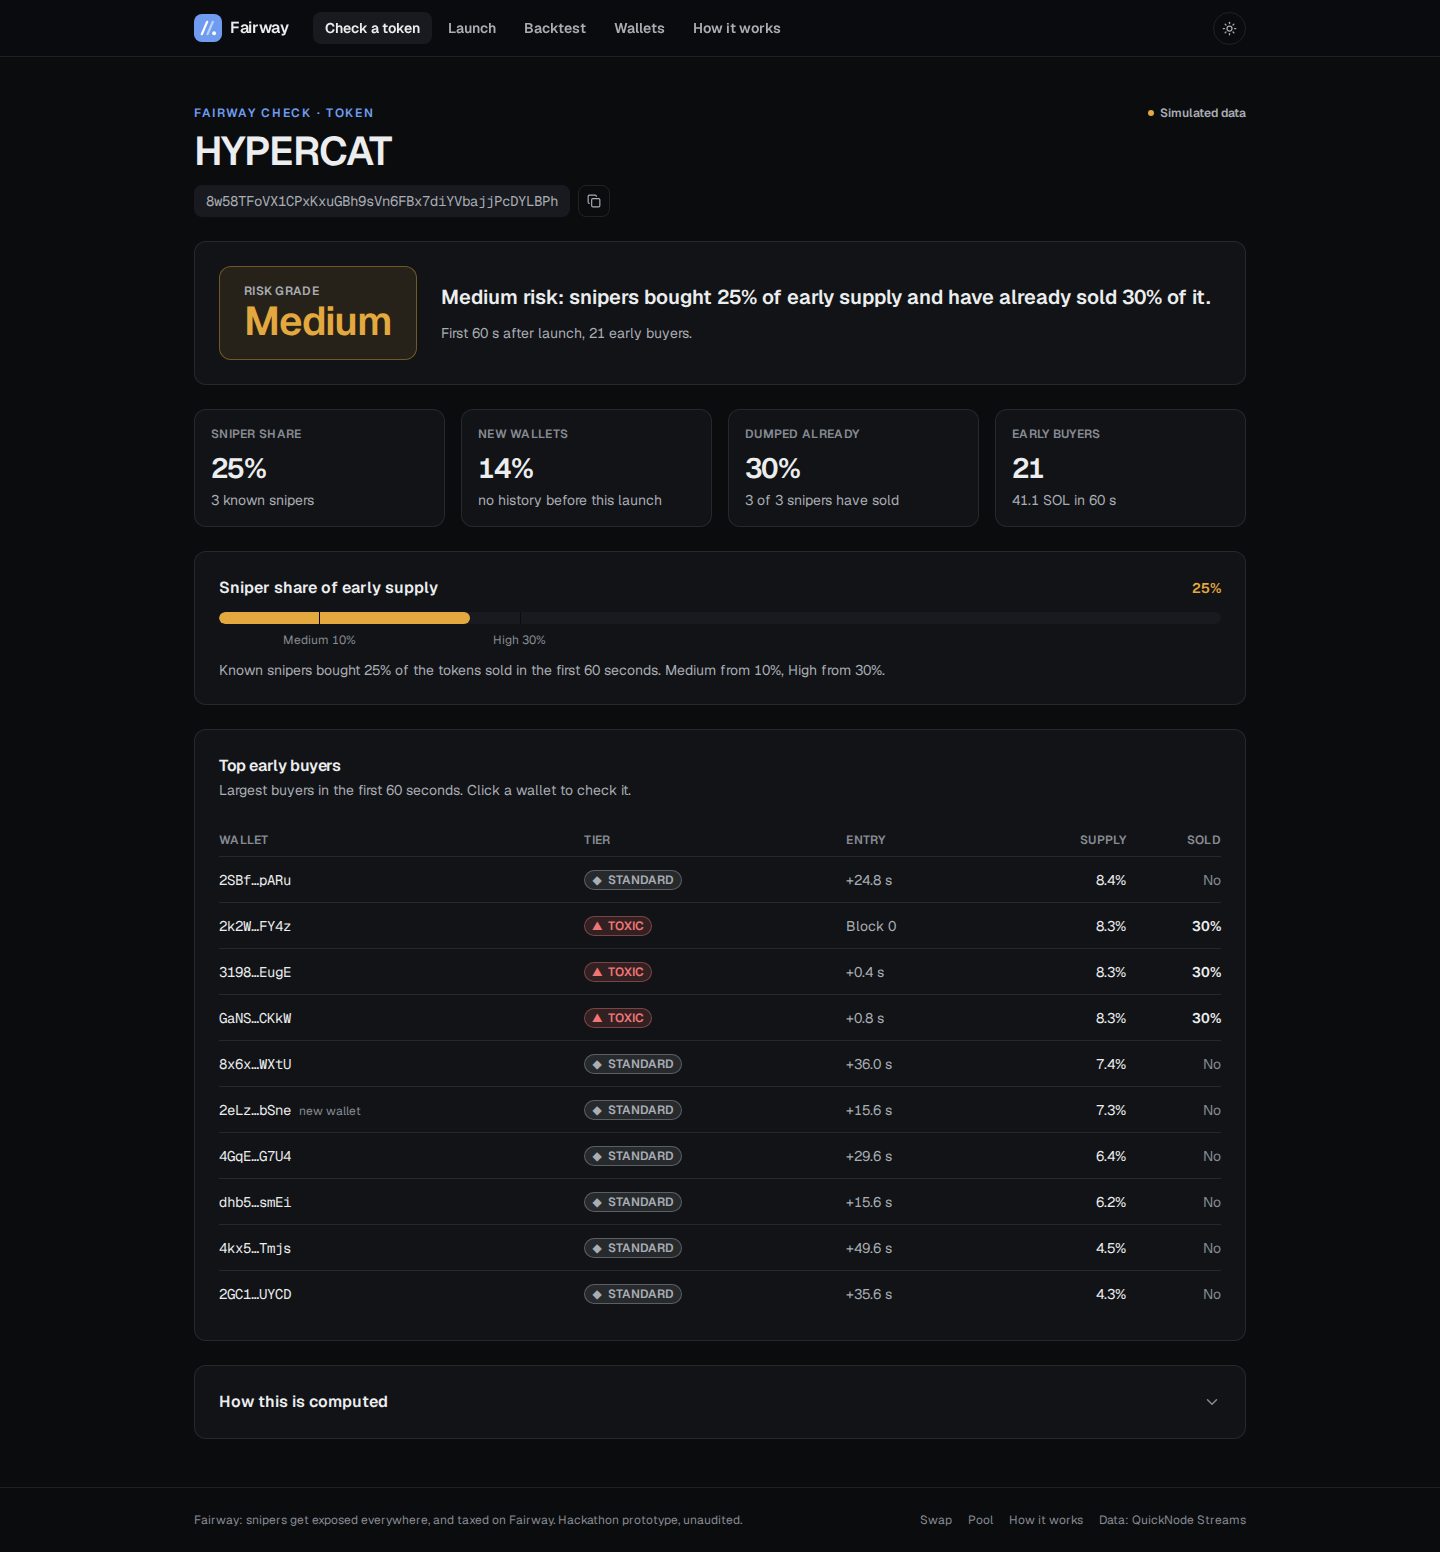 Fairway Check a token Launch Backtest Wallets How it works
FAIRWAY CHECK · TOKEN
Simulated data
HYPERCAT
8w58TFoVX1CPxKxuGBh9sVn6FBx7diYVbajjPcDYLBPh
RISK GRADE
Medium
Medium risk: snipers bought 25% of early supply and have already sold 30% of it.
First 60 s after launch, 21 early buyers.
SNIPER SHARE
25%
3 known snipers
NEW WALLETS
14%
no history before this launch
DUMPED ALREADY
30%
3 of 3 snipers have sold
EARLY BUYERS
21
41.1 SOL in 60 s
Sniper share of early supply 25%
Medium 10% High 30%
Known snipers bought 25% of the tokens sold in the first 60 seconds. Medium from 10%, High from 30%.
Top early buyers
Largest buyers in the first 60 seconds. Click a wallet to check it.
WALLET TIER ENTRY SUPPLY SOLD
2SBf…pARu ◆ STANDARD +24.8 s 8.4% No
2k2W…FY4z ▲ TOXIC Block 0 8.3% 30%
3198…EugE ▲ TOXIC +0.4 s 8.3% 30%
GaNS…CKkW ▲ TOXIC +0.8 s 8.3% 30%
8x6x…WXtU ◆ STANDARD +36.0 s 7.4% No
2eLz…bSne new wallet ◆ STANDARD +15.6 s 7.3% No
4GqE…G7U4 ◆ STANDARD +29.6 s 6.4% No
dhb5…smEi ◆ STANDARD +15.6 s 6.2% No
4kx5…Tmjs ◆ STANDARD +49.6 s 4.5% No
2GC1…UYCD ◆ STANDARD +35.6 s 4.3% No
How this is computed
Fairway: snipers get exposed everywhere, and taxed on Fairway. Hackathon prototype, unaudited.
Swap Pool How it works Data: QuickNode Streams